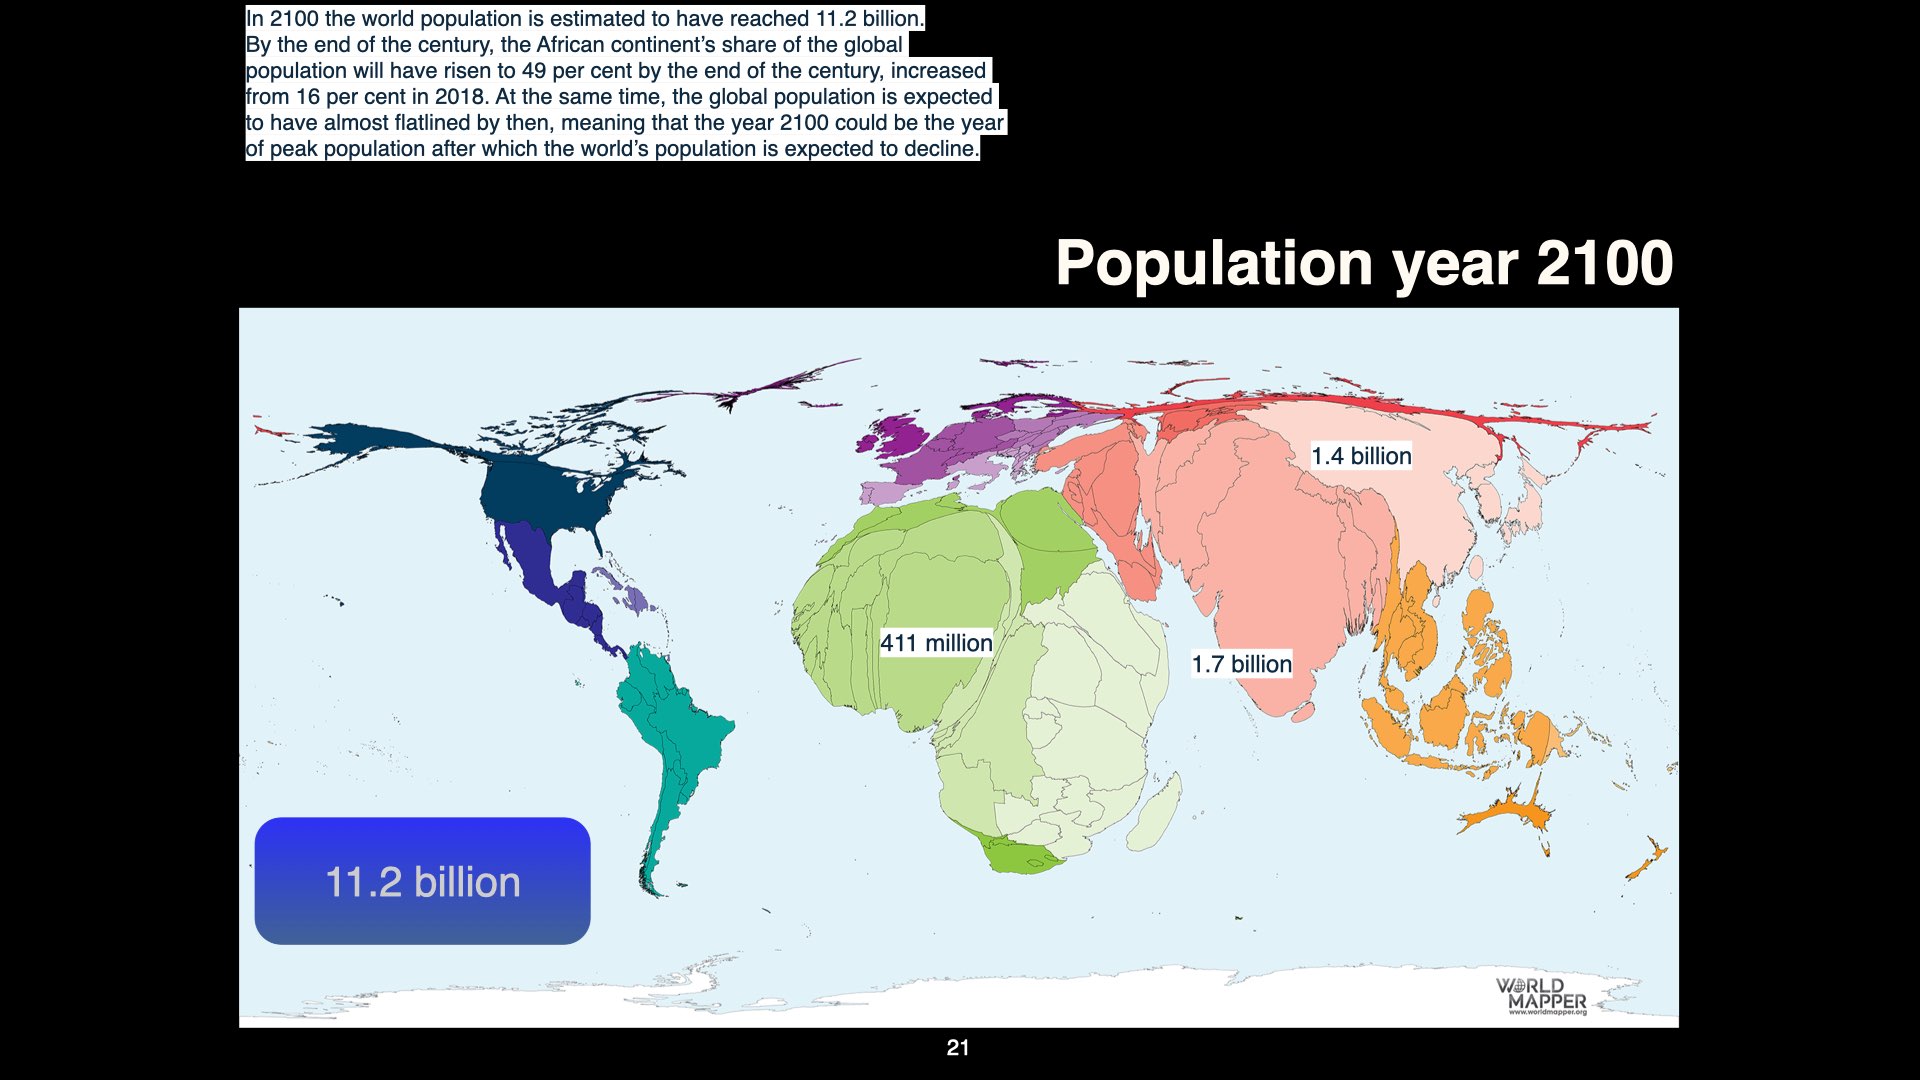 In 2100 the world population is estimated to have reached 11.2 billion.
By the end of the century, the African continent’s share of the global
population will have risen to 49 per cent by the end of the century, increased
from 16 per cent in 2018. At the same time, the global population is expected
to have almost flatlined by then, meaning that the year 2100 could be the year
of peak population after which the world’s population is expected to decline.
Population year 2100
1.4 billion
411 million
1.7 billion
11.2 billion
WORLD
MAPPER
www.worldmapper.org
21